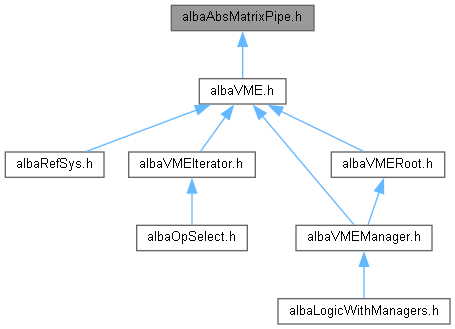 albaAbsMatrixPipe.h
albaVME.h
albaRefSys.h
albaVMEIterator.h
albaVMERoot.h
albaOpSelect.h
albaVMEManager.h
albaLogicWithManagers.h